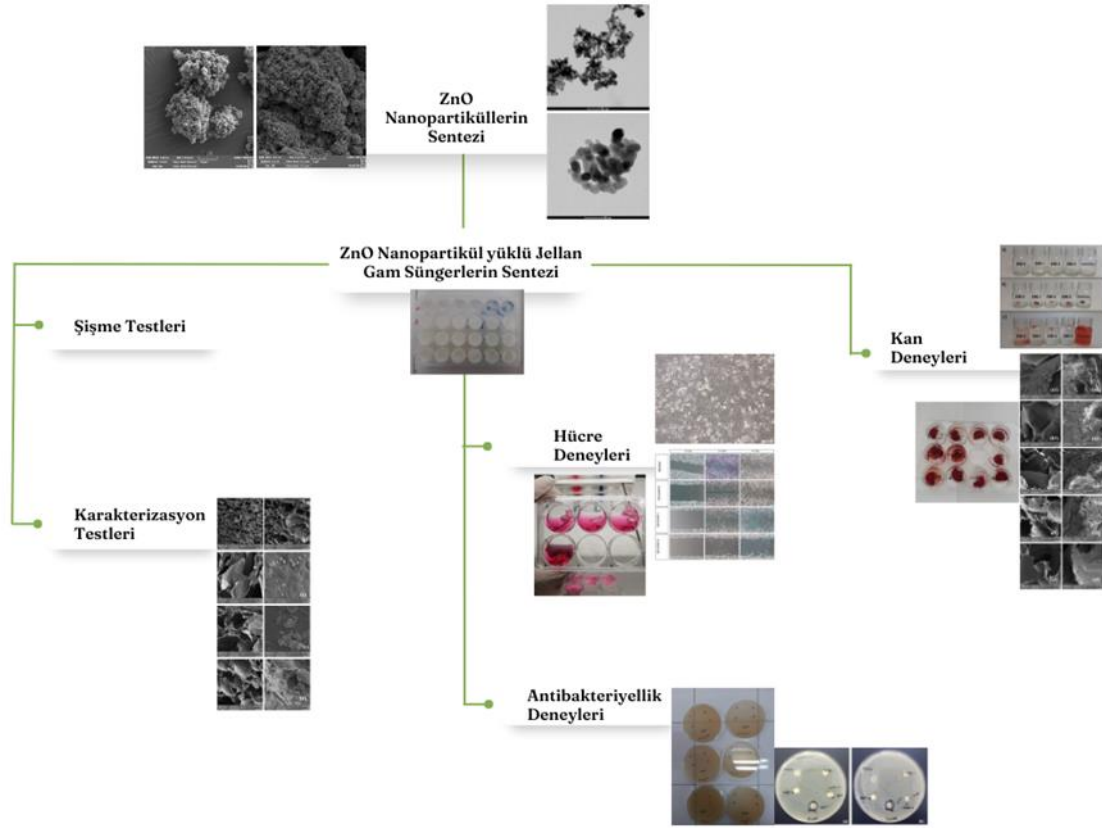 ZnO
Nanopartiküllerin
Sentezi
ZnO Nanopartikül yüklü Jellan
Gam Süngerlerin Sentezi
Şişme Testleri
Kan
Deneyleri
Hücre
Deneyleri
Karakterizasyon
Testleri
Antibakteriyellik
Deneyleri